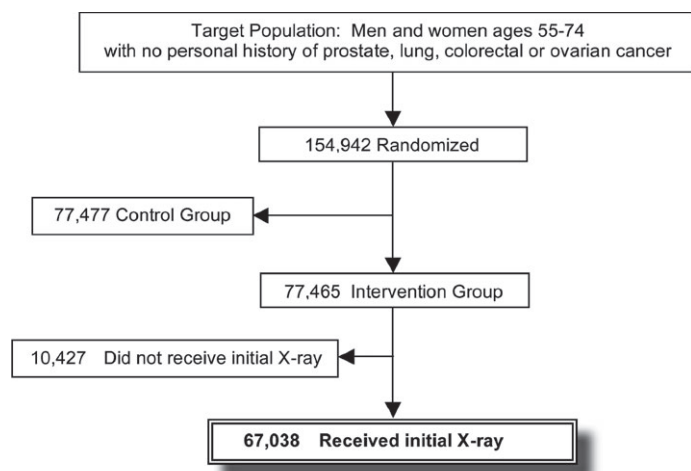 Target Population: Men and women ages 55-74
with no personal history of prostate, lung, colorectal or ovarian cancer
154,942 Randomized
77,477 Control Group
77,465 Intervention Group
10,427 Did not receive initial X-ray
67,038 Received initial X-ray